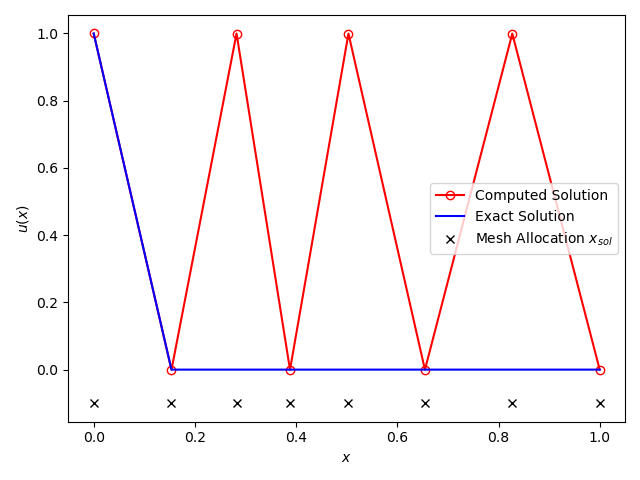 1.0
0.8
0.6
0.4
0.2
0.0
u(x)
Computed Solution
Exact Solution
Mesh Allocation x_sol
0.0 0.2 0.4 0.6 0.8 1.0
x